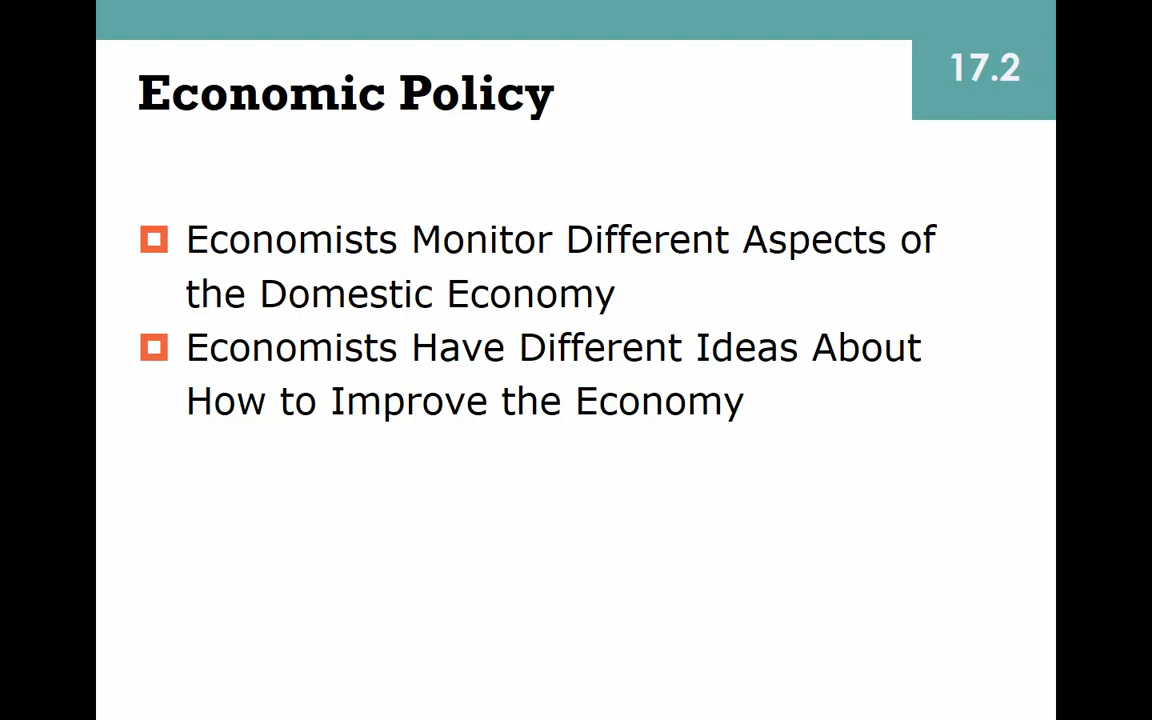 Economic Policy
17.2
Economists Monitor Different Aspects of
the Domestic Economy
Economists Have Different Ideas About
How to Improve the Economy